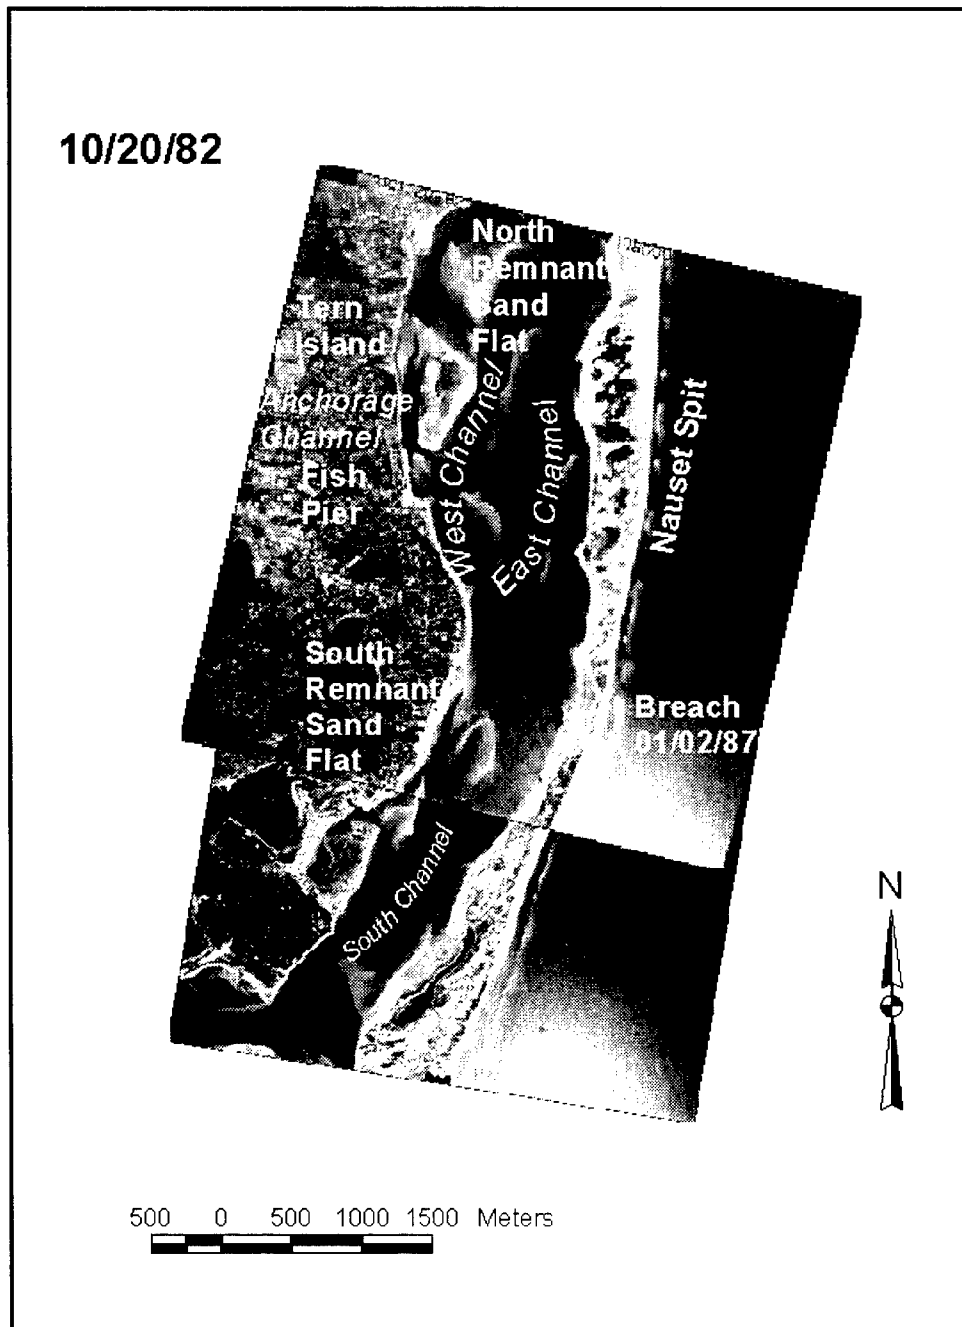 10/20/82
North
Remnant
Sand
Flat
Tern
Island
Anchorage
Channel
Fish
Pier
West Channel
East Channel
Nauset Spit
South
Remnant
Sand
Flat
Breach
01/02/87
South Channel
N
500 0 500 1000 1500 Meters